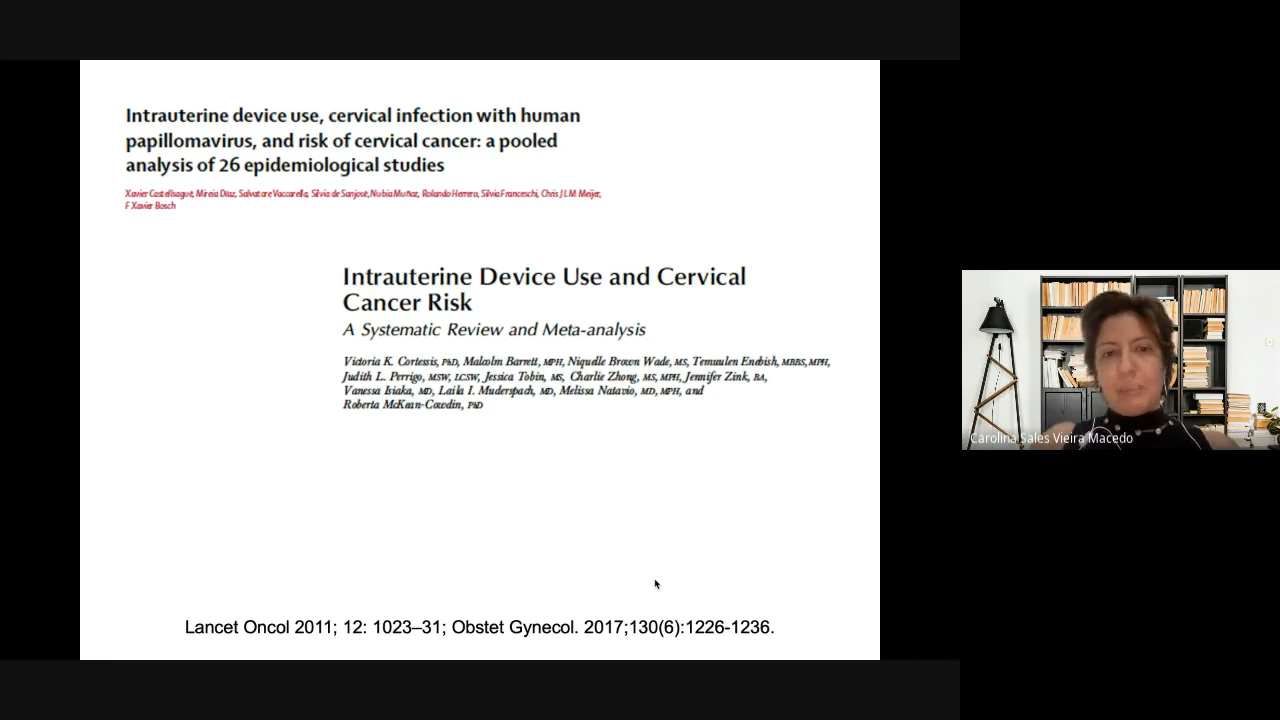 Intrauterine device use, cervical infection with human
papillomavirus, and risk of cervical cancer: a pooled
analysis of 26 epidemiological studies
Xavier Castellsagué, Mireia Díaz, Salvatore Vaccarella, Silvia de Sanjosé, Nubia Muñoz, Rolando Herrero, Silvia Franceschi, Chris J L M Meijer,
F Xavier Bosch
Intrauterine Device Use and Cervical
Cancer Risk
A Systematic Review and Meta-analysis
Victoria K. Cortessis, PhD, Malcolm Barrett, MPH, Niquelle Brown Wade, MS, Temuulen Enebish, MBBS, MPH,
Judith L. Perrigo, MSW, LCSW, Jessica Tobin, MS, Charlie Zhong, MS, MPH, Jennifer Zink, BA,
Vanessa Isiaka, MD, Laila I. Muderspach, MD, Melissa Natavio, MD, MPH, and
Roberta McKean-Cowdin, PhD
Lancet Oncol 2011; 12: 1023–31; Obstet Gynecol. 2017;130(6):1226-1236.
Carolina Sales Vieira Macedo